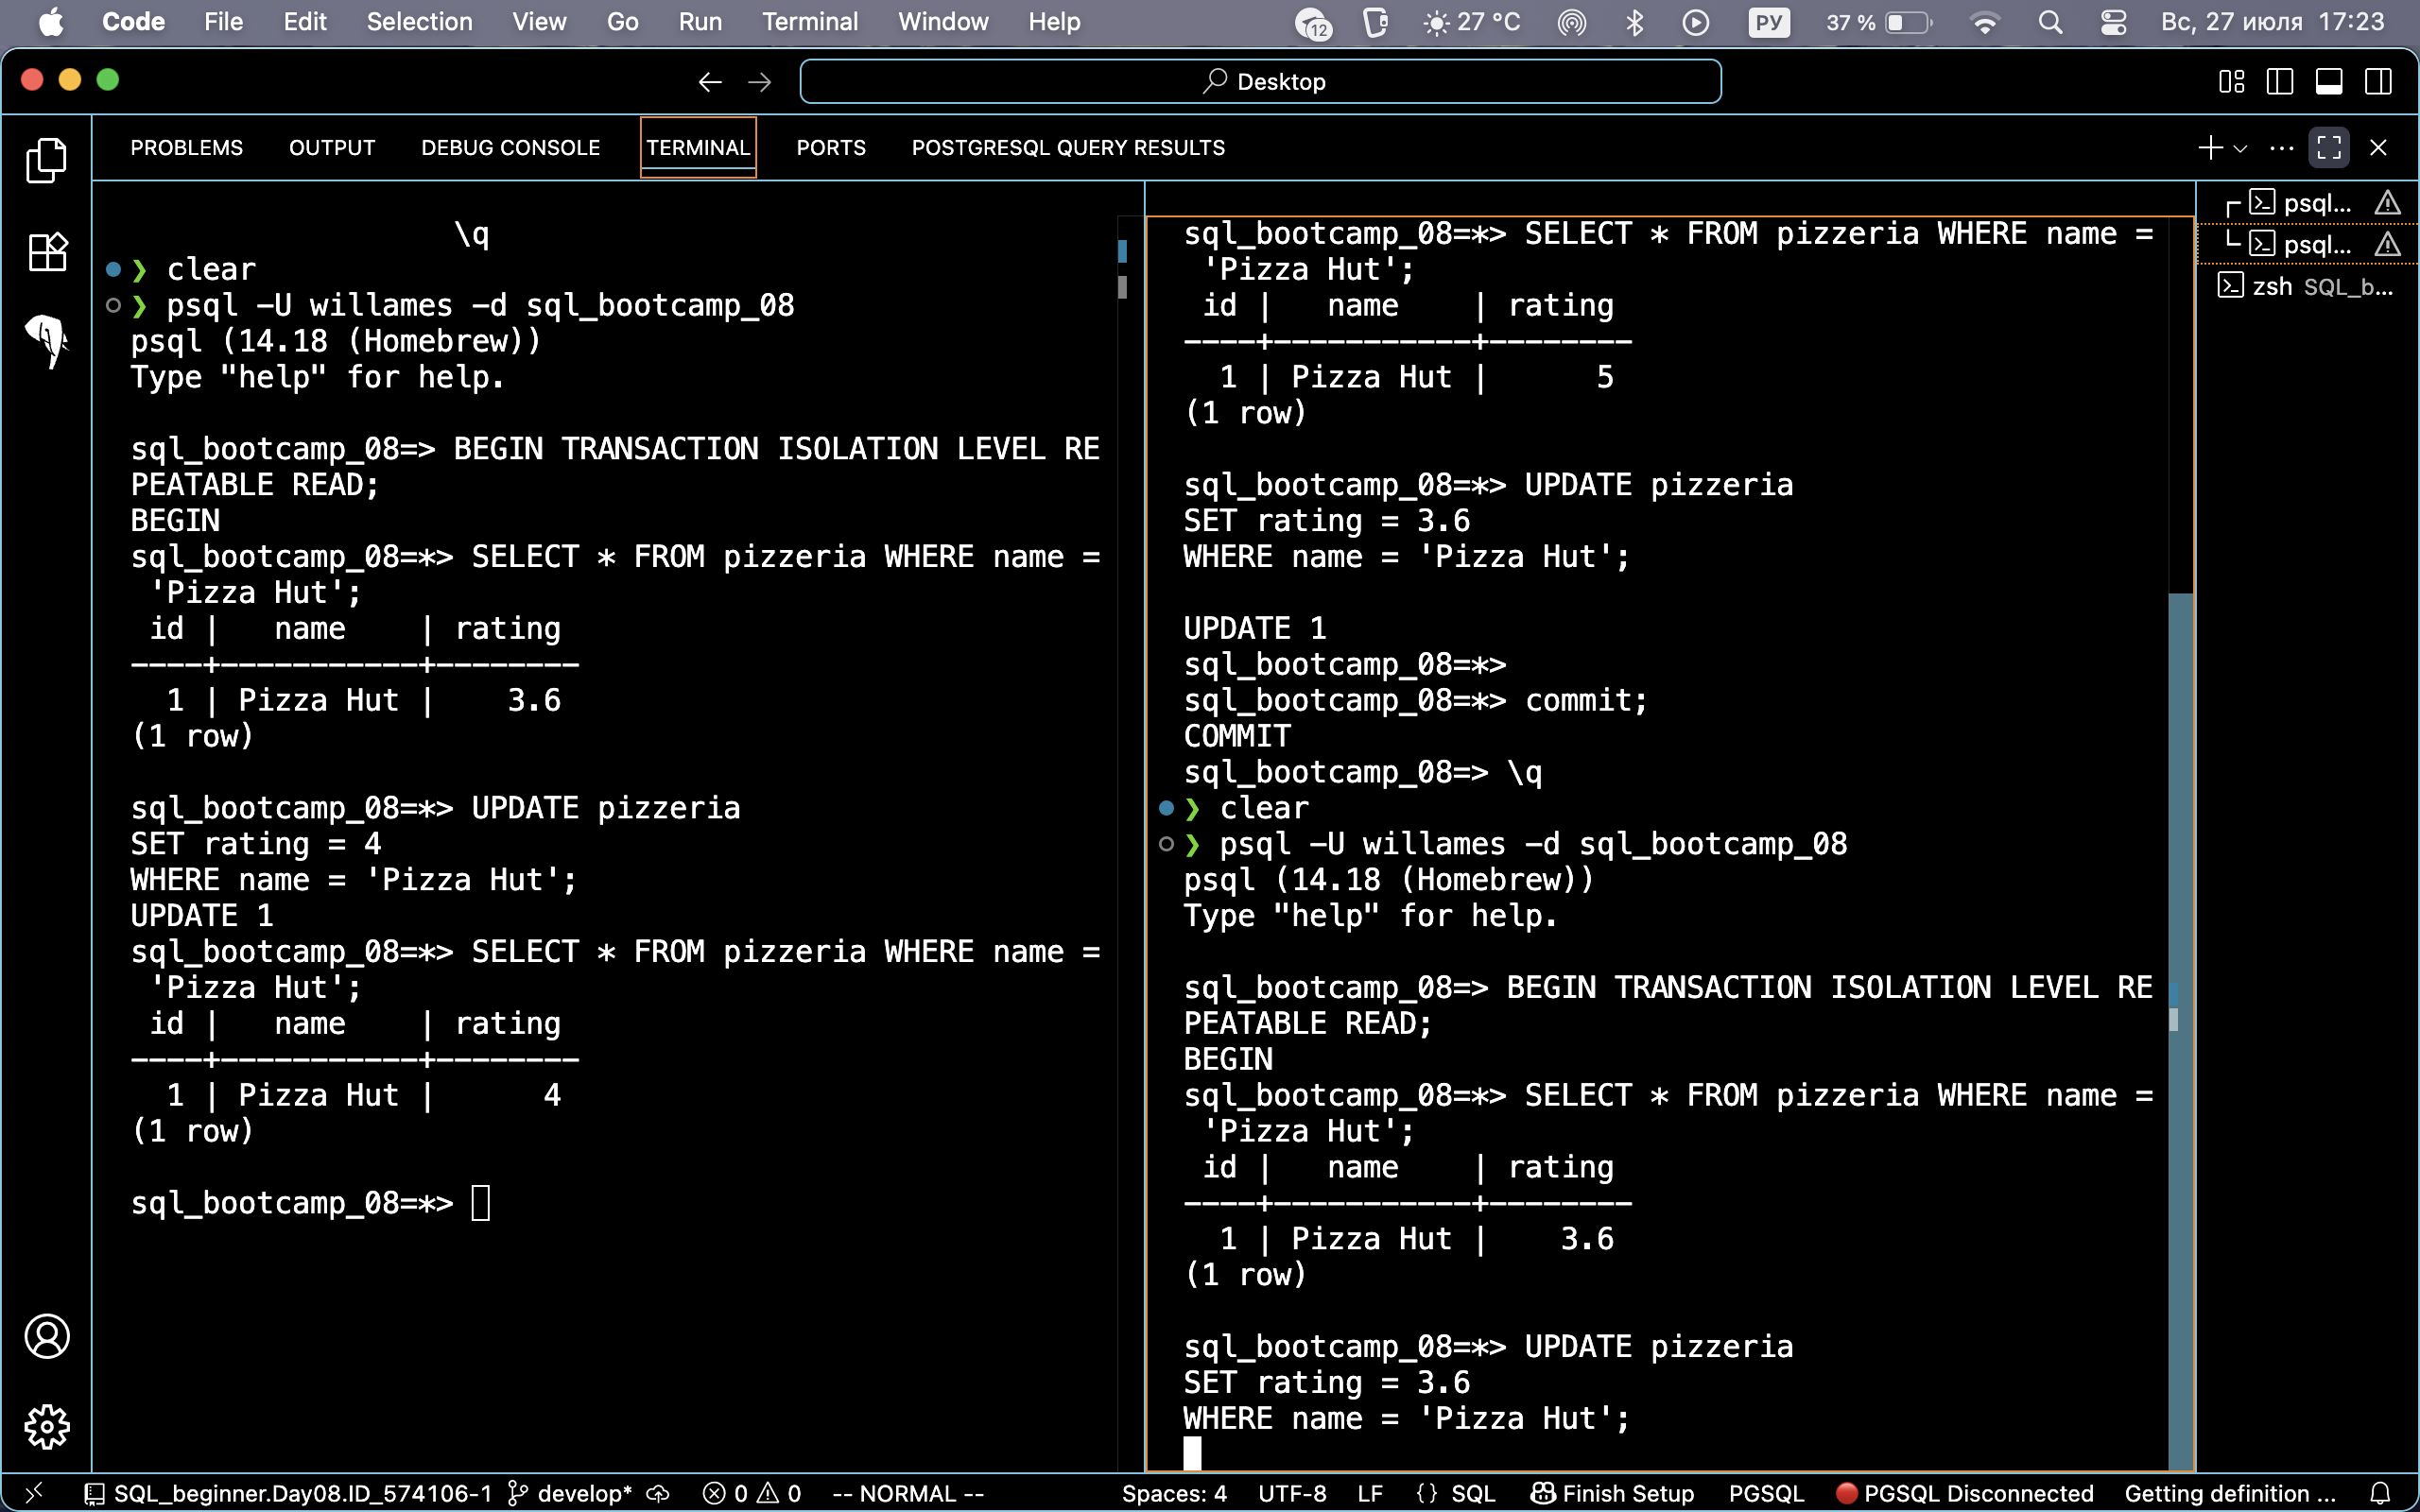 Code File Edit Selection View Go Run Terminal Window Help 12 27 °C РУ 37 % Вс, 27 июля 17:23
Desktop
PROBLEMS OUTPUT DEBUG CONSOLE TERMINAL PORTS POSTGRESQL QUERY RESULTS
\q
❯ clear
❯ psql -U willames -d sql_bootcamp_08
psql (14.18 (Homebrew))
Type "help" for help.
sql_bootcamp_08=> BEGIN TRANSACTION ISOLATION LEVEL RE
PEATABLE READ;
BEGIN
sql_bootcamp_08=*> SELECT * FROM pizzeria WHERE name =
'Pizza Hut';
id | name | rating
----+-----------+--------
1 | Pizza Hut | 3.6
(1 row)
sql_bootcamp_08=*> UPDATE pizzeria
SET rating = 4
WHERE name = 'Pizza Hut';
UPDATE 1
sql_bootcamp_08=*> SELECT * FROM pizzeria WHERE name =
'Pizza Hut';
id | name | rating
----+-----------+--------
1 | Pizza Hut | 4
(1 row)
sql_bootcamp_08=*>
sql_bootcamp_08=*> SELECT * FROM pizzeria WHERE name =
'Pizza Hut';
id | name | rating
----+-----------+--------
1 | Pizza Hut | 5
(1 row)
sql_bootcamp_08=*> UPDATE pizzeria
SET rating = 3.6
WHERE name = 'Pizza Hut';
UPDATE 1
sql_bootcamp_08=*>
sql_bootcamp_08=*> commit;
COMMIT
sql_bootcamp_08=> \q
❯ clear
❯ psql -U willames -d sql_bootcamp_08
psql (14.18 (Homebrew))
Type "help" for help.
sql_bootcamp_08=> BEGIN TRANSACTION ISOLATION LEVEL RE
PEATABLE READ;
BEGIN
sql_bootcamp_08=*> SELECT * FROM pizzeria WHERE name =
'Pizza Hut';
id | name | rating
----+-----------+--------
1 | Pizza Hut | 3.6
(1 row)
sql_bootcamp_08=*> UPDATE pizzeria
SET rating = 3.6
WHERE name = 'Pizza Hut';
psql...
psql...
zsh SQL_b...
SQL_beginner.Day08.ID_574106-1 develop* 0 0 -- NORMAL -- Spaces: 4 UTF-8 LF {} SQL Finish Setup PGSQL PGSQL Disconnected Getting definition ...